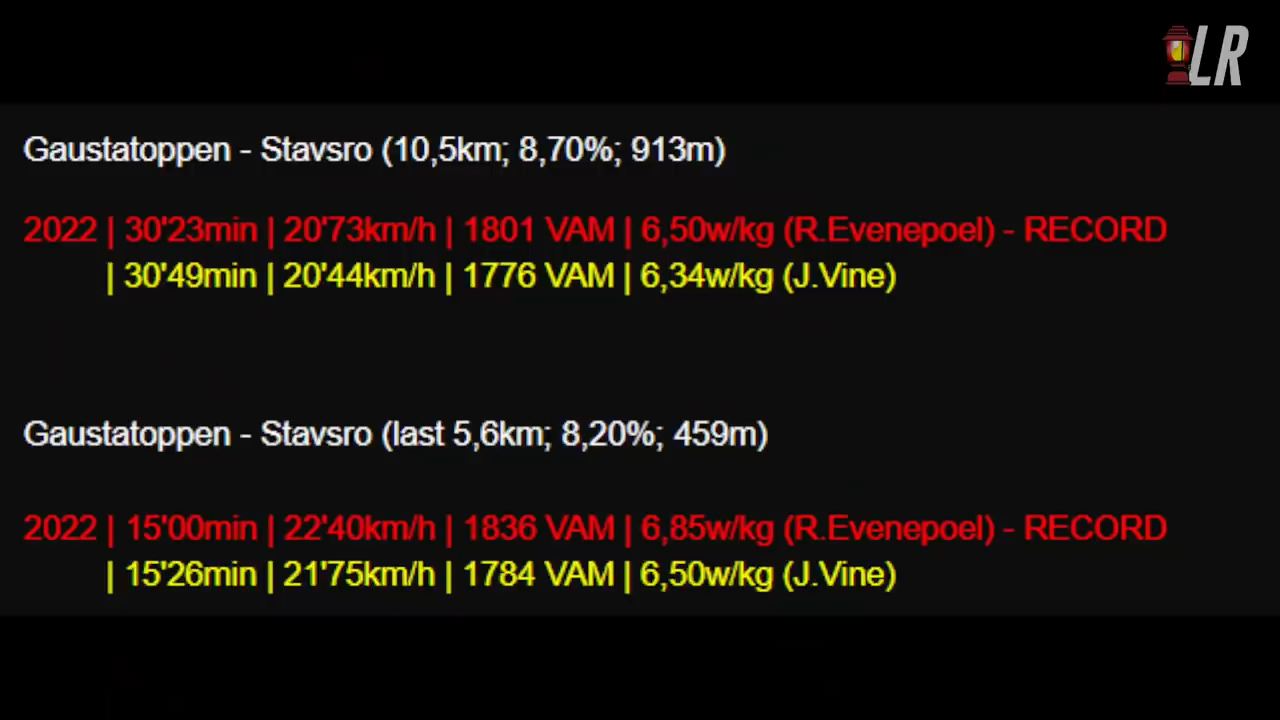 LR
Gaustatoppen - Stavsro (10,5km; 8,70%; 913m)
2022 | 30'23min | 20'73km/h | 1801 VAM | 6,50w/kg (R.Evenepoel) - RECORD
| 30'49min | 20'44km/h | 1776 VAM | 6,34w/kg (J.Vine)
Gaustatoppen - Stavsro (last 5,6km; 8,20%; 459m)
2022 | 15'00min | 22'40km/h | 1836 VAM | 6,85w/kg (R.Evenepoel) - RECORD
| 15'26min | 21'75km/h | 1784 VAM | 6,50w/kg (J.Vine)